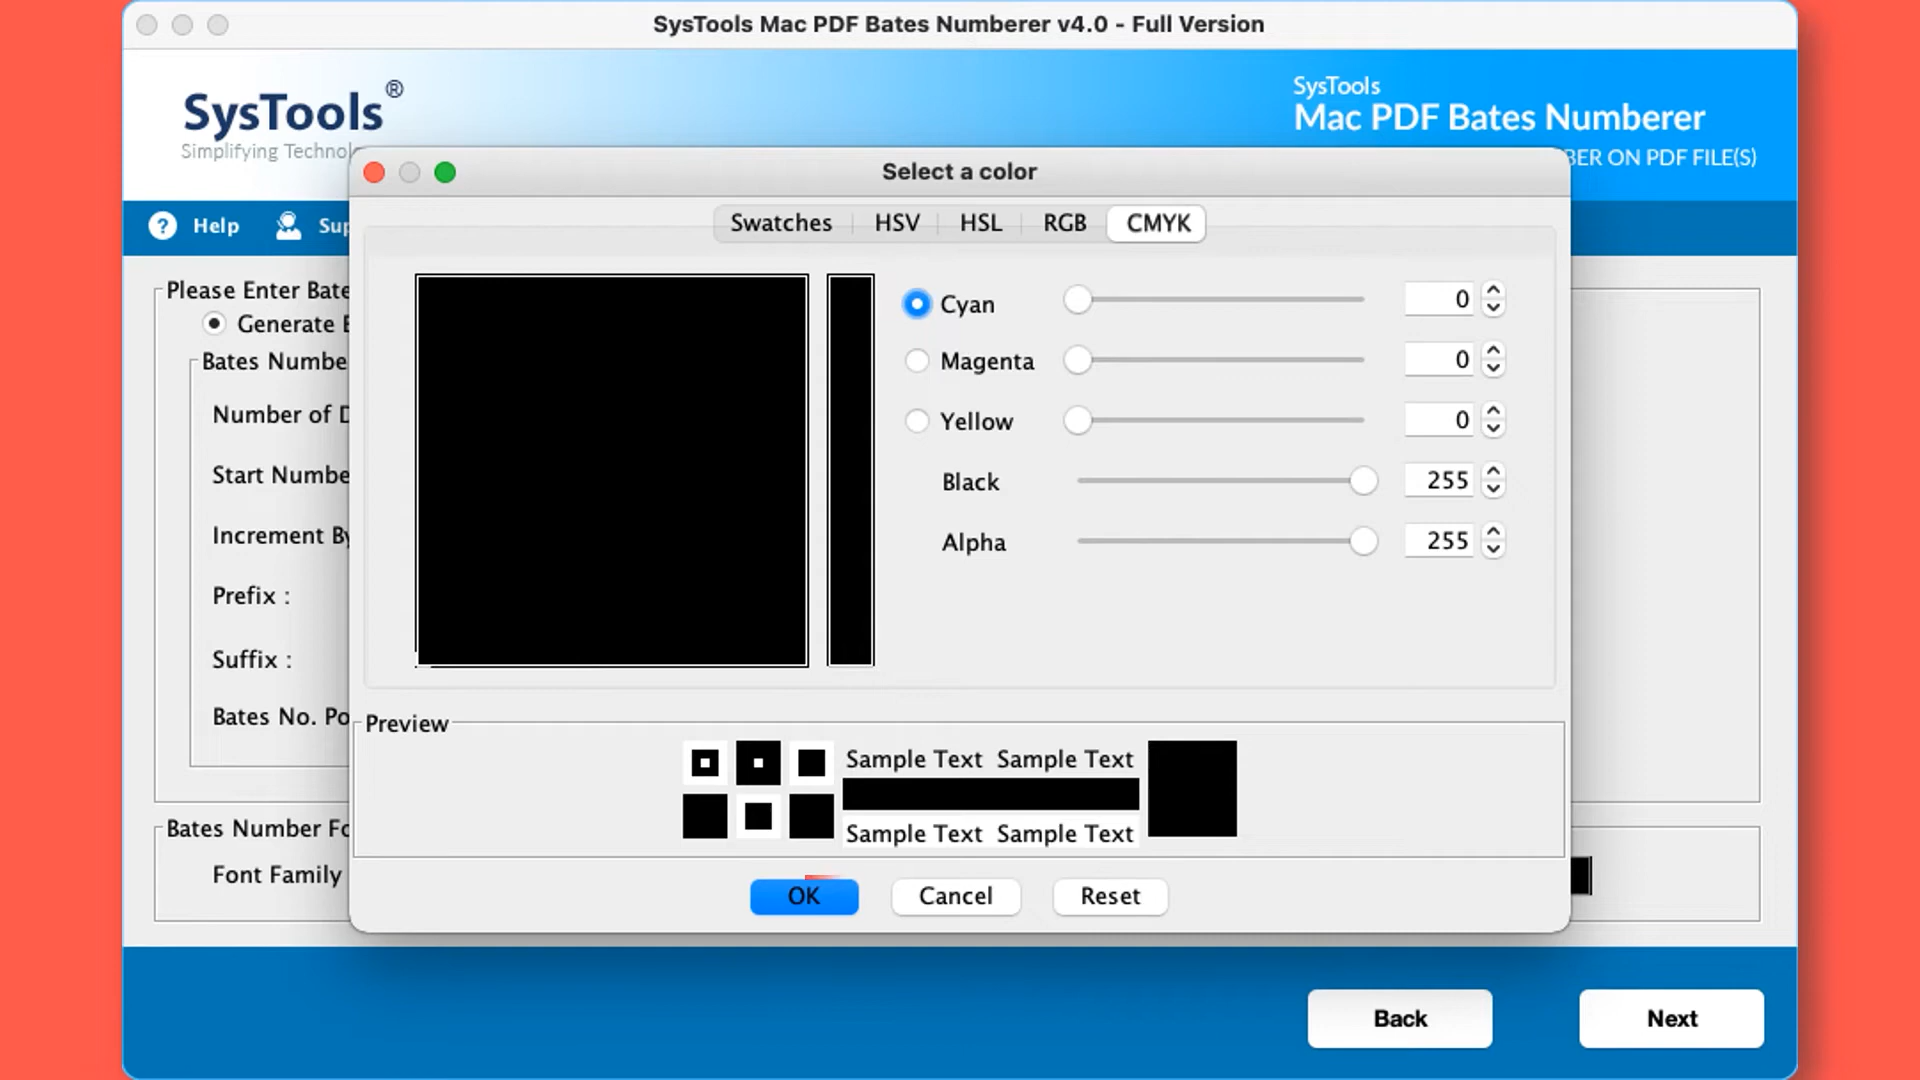 SysTools Mac PDF Bates Numberer v4.0 - Full Version
SysTools®
Simplifying Technol
SysTools
Mac PDF Bates Numberer
BER ON PDF FILE(S)
Select a color
? Help Sup
Swatches HSV HSL RGB CMYK
Please Enter Bate
Generate
Bates Numbe
Number of
Start Numbe
Increment By
Prefix :
Suffix :
Bates No. Po
Cyan 0
Magenta 0
Yellow 0
Black 255
Alpha 255
Preview
Sample Text Sample Text
Sample Text Sample Text
Bates Number Fo
Font Family
OK Cancel Reset
Back Next